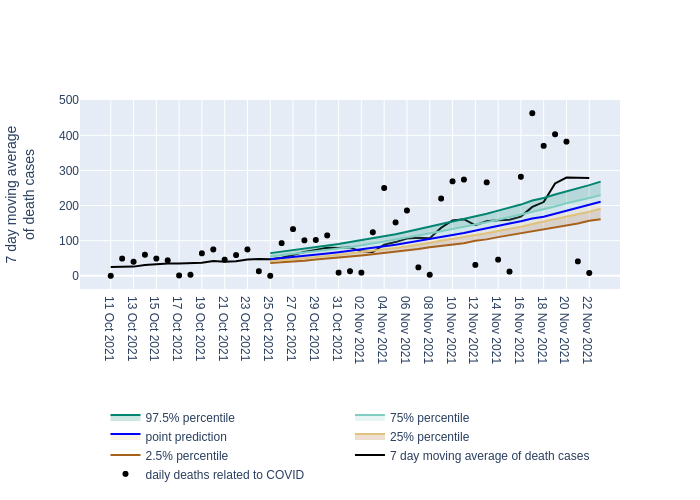 7 day moving average
of death cases
500
400
300
200
100
0
11 Oct 2021
13 Oct 2021
15 Oct 2021
17 Oct 2021
19 Oct 2021
21 Oct 2021
23 Oct 2021
25 Oct 2021
27 Oct 2021
29 Oct 2021
31 Oct 2021
02 Nov 2021
04 Nov 2021
06 Nov 2021
08 Nov 2021
10 Nov 2021
12 Nov 2021
14 Nov 2021
16 Nov 2021
18 Nov 2021
20 Nov 2021
22 Nov 2021
97.5% percentile
75% percentile
point prediction
25% percentile
2.5% percentile
7 day moving average of death cases
daily deaths related to COVID